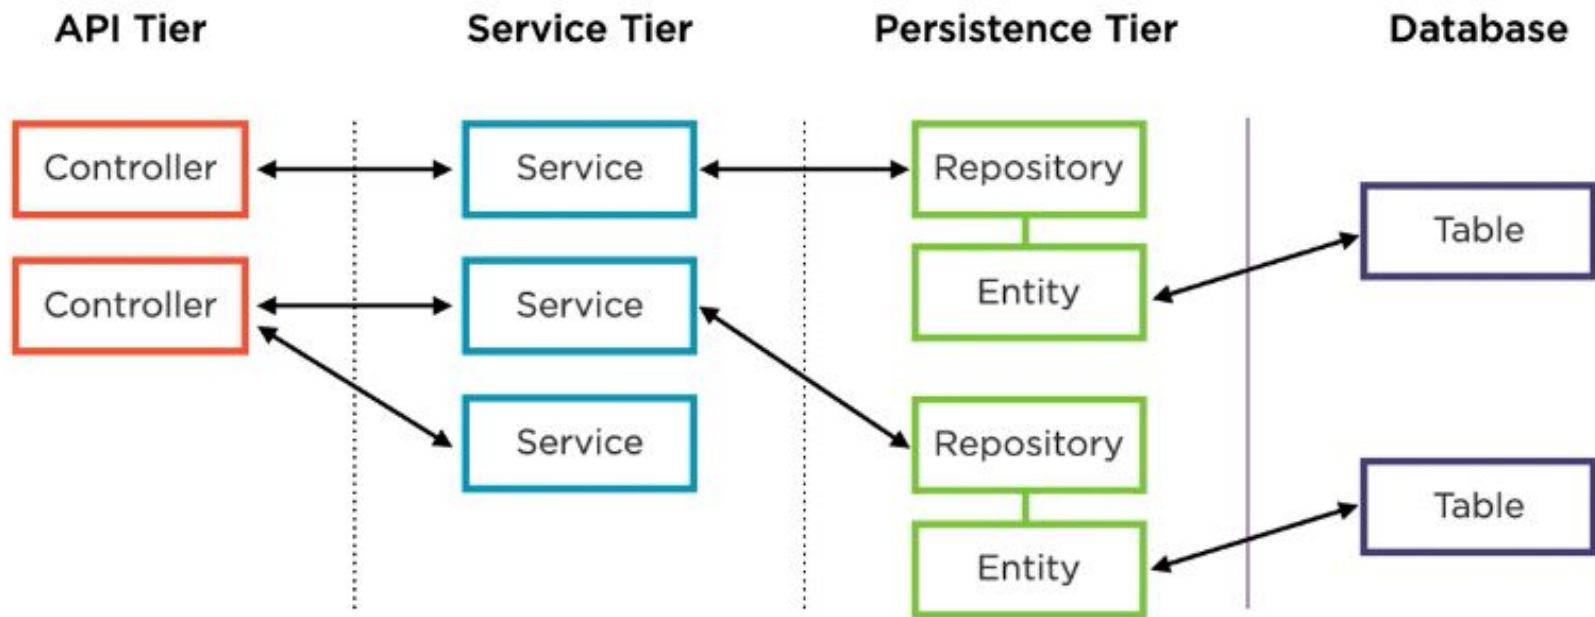 API Tier
Service Tier
Persistence Tier
Database
Controller
Service
Repository
Table
Controller
Service
Entity
Service
Repository
Table
Entity